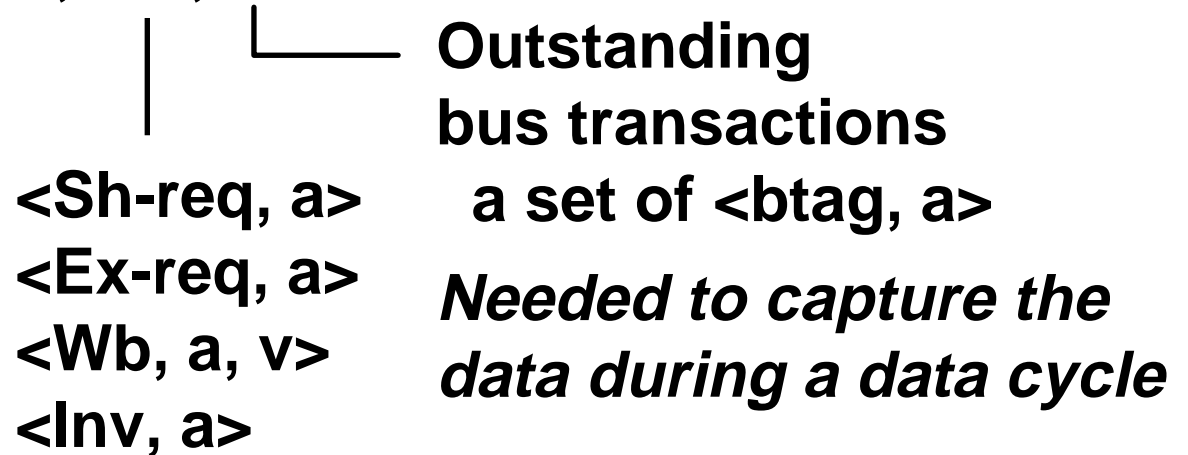 Outstanding
bus transactions
<Sh-req, a> a set of <btag, a>
<Ex-req, a>
Needed to capture the
<Wb, a, v>
data during a data cycle
<Inv, a>